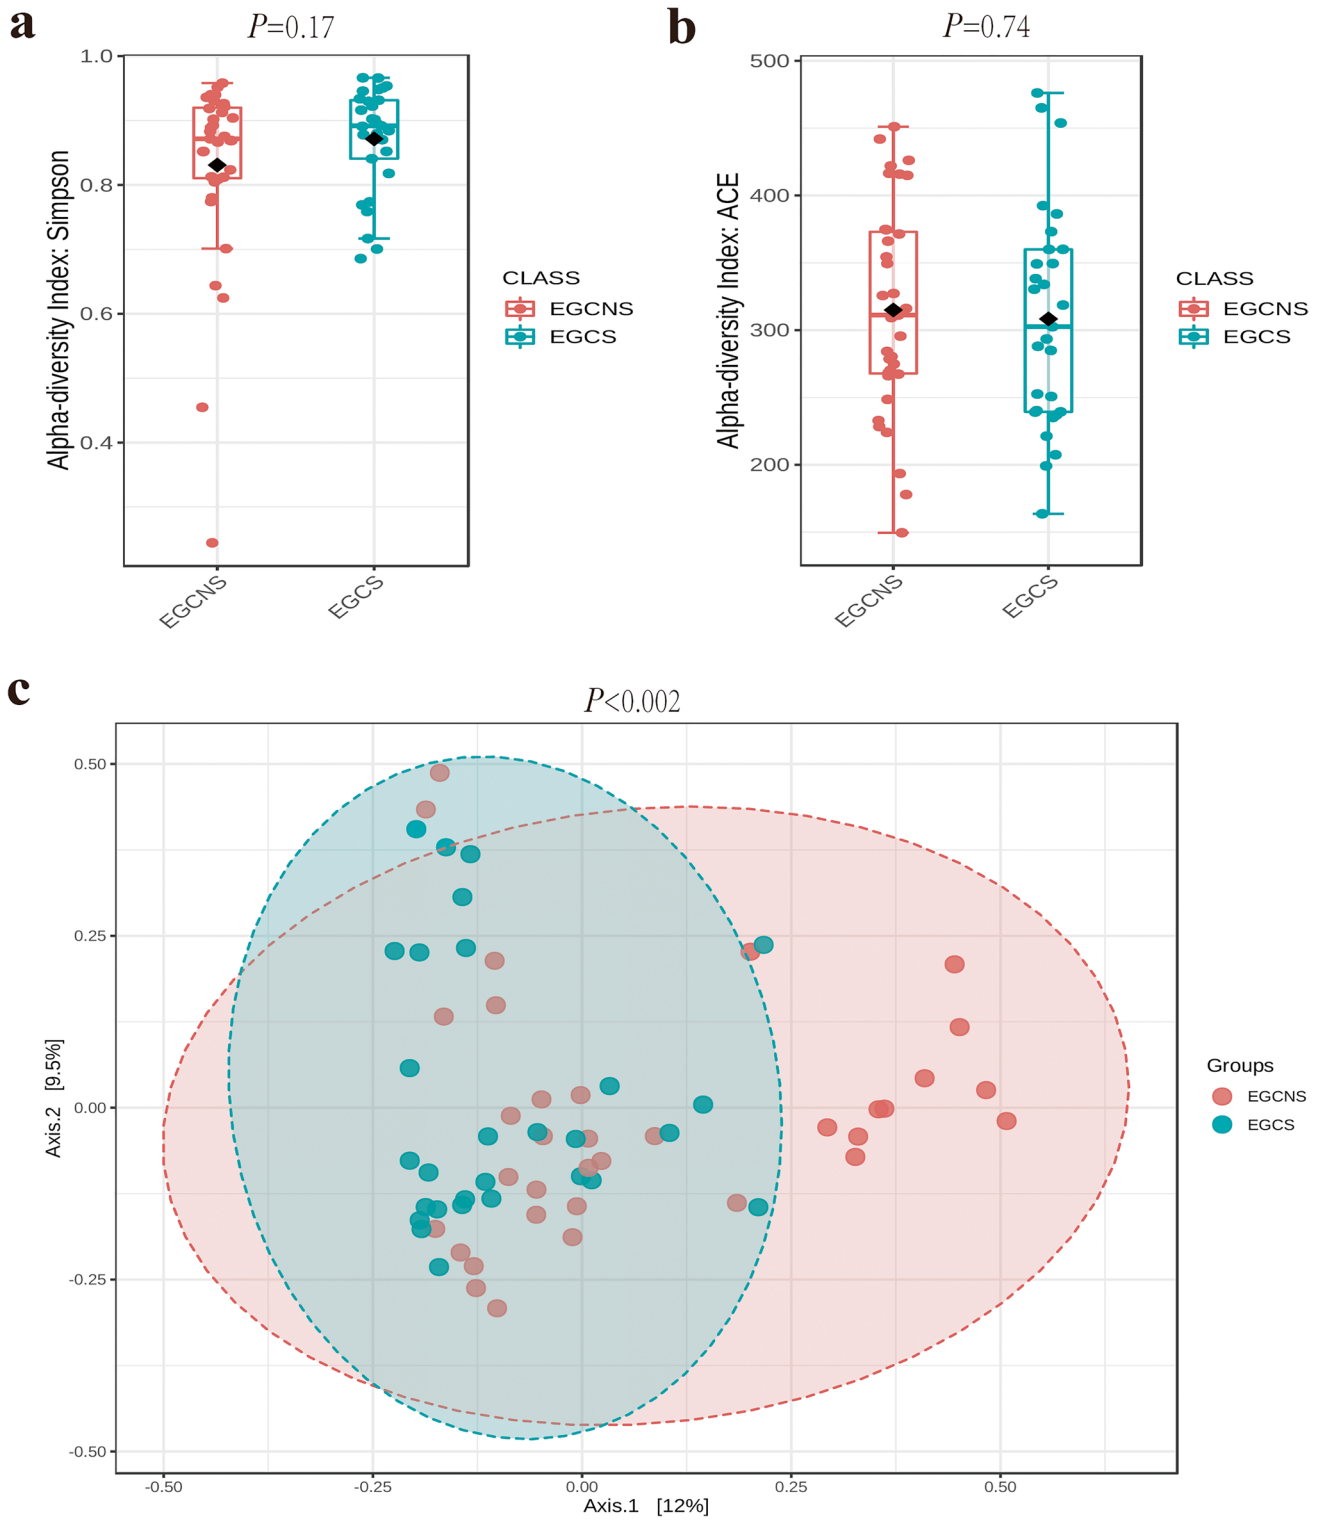 a
P=0.17
Alpha-diversity Index: Simpson
1.0
0.8
0.6
0.4
EGCNS
EGCS
CLASS
EGCNS
EGCS
b
P=0.74
Alpha-diversity Index: ACE
500
400
300
200
EGCNS
EGCS
CLASS
EGCNS
EGCS
c
P<0.002
Axis.2 [9.5%]
0.50
0.25
0.00
-0.25
-0.50
-0.50
-0.25
0.00
0.25
0.50
Axis.1 [12%]
Groups
EGCNS
EGCS